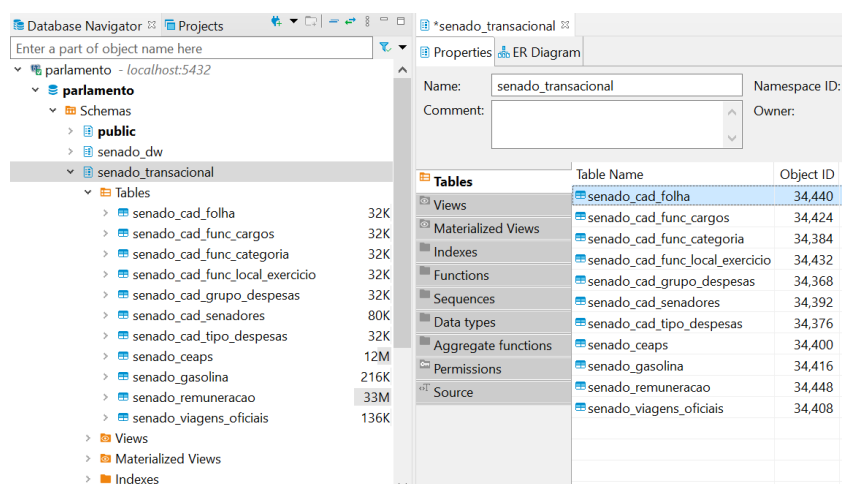 Database Navigator Projects
Enter a part of object name here
parlamento - localhost:5432
parlamento
Schemas
public
senado_dw
senado_transacional
Tables
senado_cad_folha 32K
senado_cad_func_cargos 32K
senado_cad_func_categoria 32K
senado_cad_func_local_exercicio 32K
senado_cad_grupo_despesas 32K
senado_cad_senadores 80K
senado_cad_tipo_despesas 32K
senado_ceaps 12M
senado_gasolina 216K
senado_remuneracao 33M
senado_viagens_oficiais 136K
Views
Materialized Views
Indexes
*senado_transacional
Properties ER Diagram
Name: senado_transacional Namespace ID:
Comment: Owner:
Tables
Views
Materialized Views
Indexes
Functions
Sequences
Data types
Aggregate functions
Permissions
Source
Table Name Object ID
senado_cad_folha 34,440
senado_cad_func_cargos 34,424
senado_cad_func_categoria 34,384
senado_cad_func_local_exercicio 34,432
senado_cad_grupo_despesas 34,368
senado_cad_senadores 34,392
senado_cad_tipo_despesas 34,376
senado_ceaps 34,400
senado_gasolina 34,416
senado_remuneracao 34,448
senado_viagens_oficiais 34,408